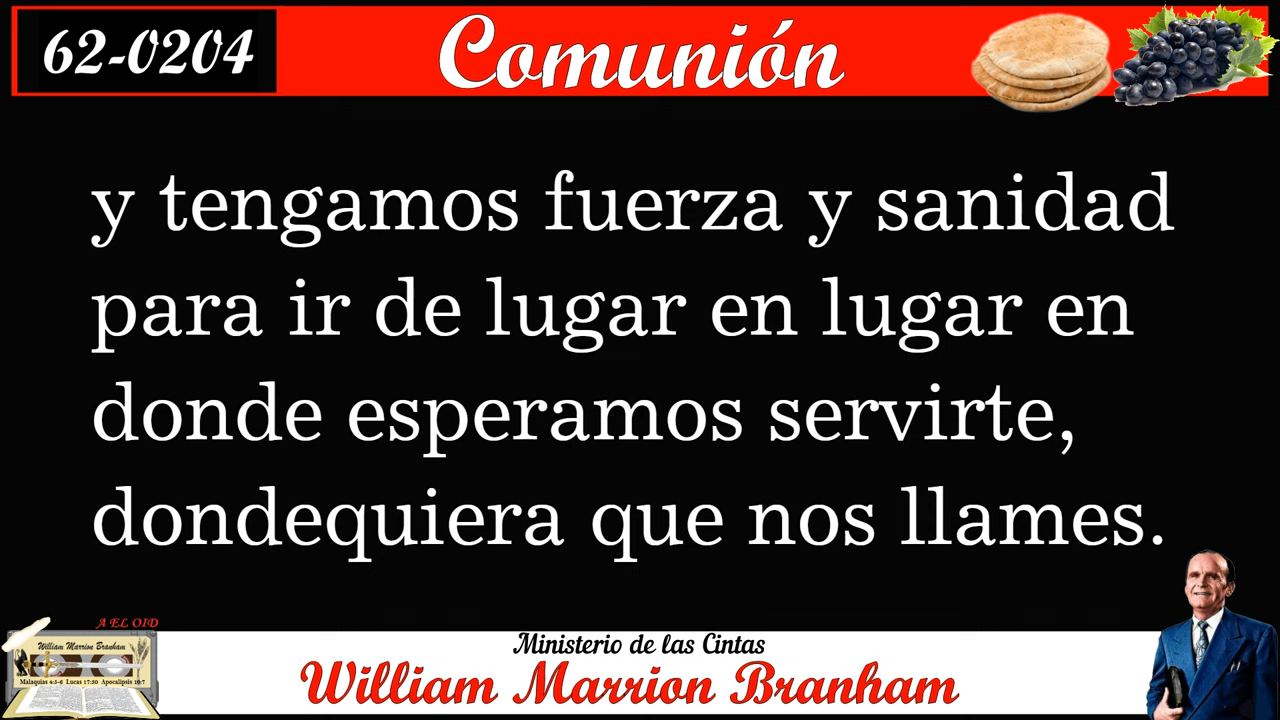 62-0204
Comunión
y tengamos fuerza y sanidad
para ir de lugar en lugar en
donde esperamos servirte,
dondequiera que nos llames.
A EL OID
William Marrion Branham
Malaquias 4:5-6 Lucas 17:30 Apocalipsis 10:7
Ministerio de las Cintas
William Marrion Branham